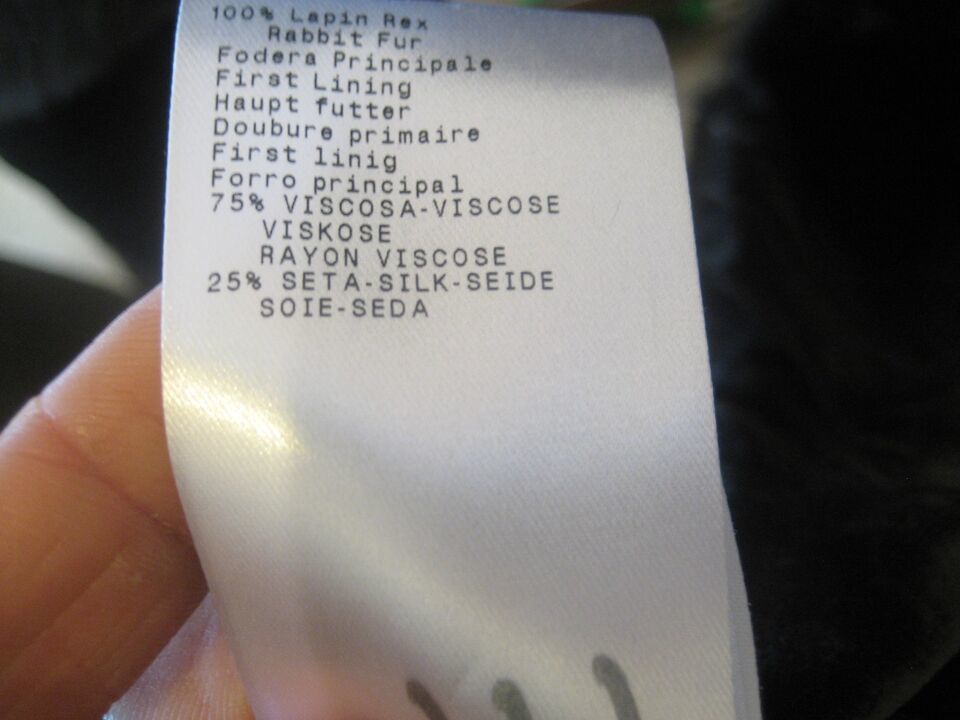 100% Lapin Rex
Rabbit Fur
Fodera Principale
First Lining
Haupt futter
Doubure primaire
First linig
Forro principal
75% VISCOSA-VISCOSE
VISKOSE
RAYON VISCOSE
25% SETA-SILK-SEIDE
SOIE-SEDA